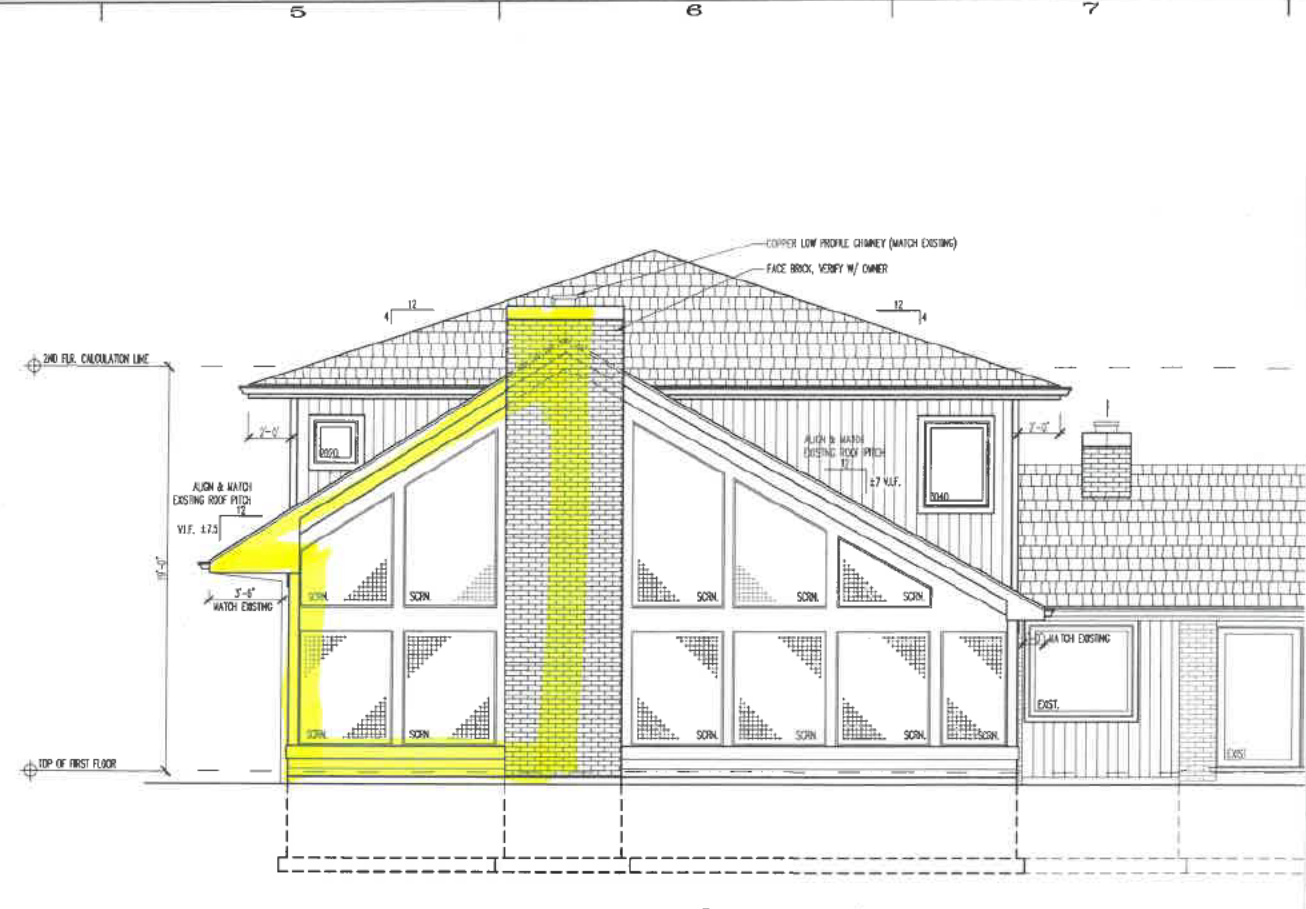 5
6
7
COPPER LOW PROFILE CHIMNEY (MATCH EXISTING)
FACE BRICK, VERIFY W/ OWNER
12
4
12
4
2ND FLR. CALCULATION LINE
2'-0"
2020
ALIGN & MATCH
EXISTING ROOF PITCH
12
±7 V.I.F.
3040
2'-0"
ALIGN & MATCH
EXISTING ROOF PITCH
12
V.I.F. ±7.5
19'-0"
3'-6"
MATCH EXISTING
SCRN.
SCRN.
SCRN.
SCRN.
SCRN.
MATCH EXISTING
EXIST.
SCRN.
SCRN.
SCRN.
SCRN.
SCRN.
SCRN.
EXIST
TOP OF FIRST FLOOR